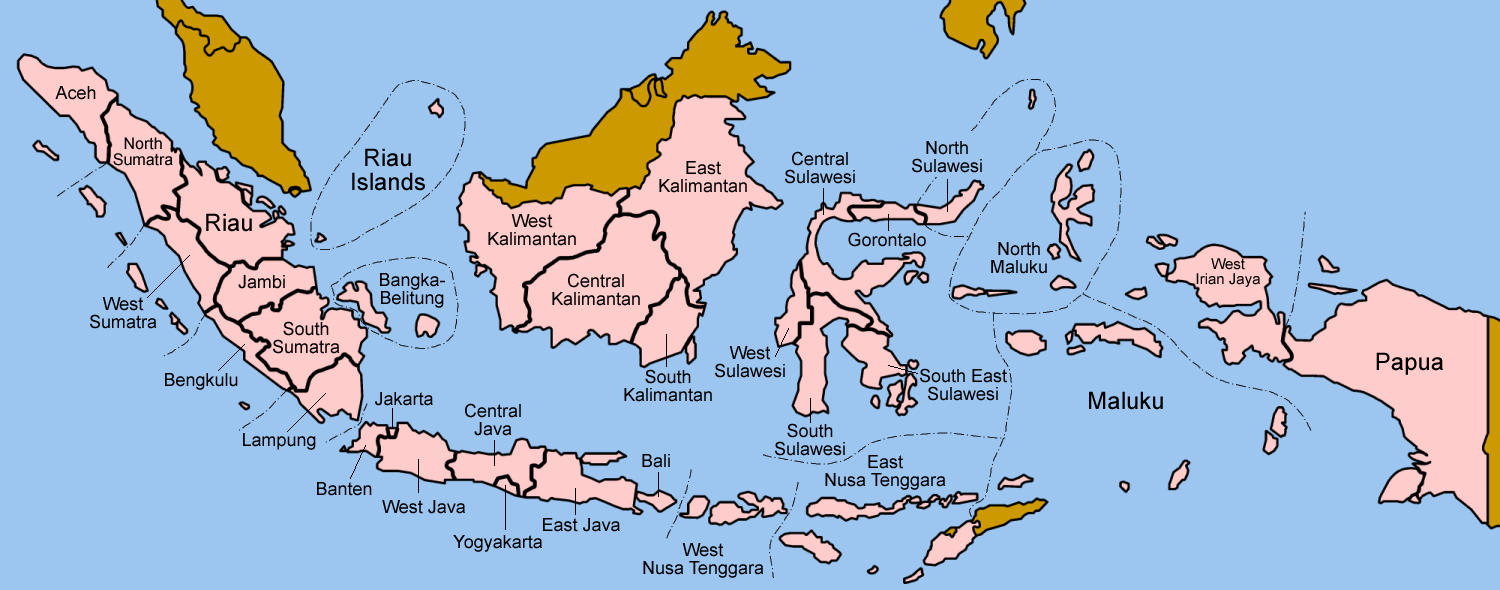 Aceh
North
Sumatra
Riau
Islands
Riau
West
Sumatra
Jambi
Bangka-
Belitung
South
Sumatra
Bengkulu
Lampung
West
Kalimantan
Central
Kalimantan
East
Kalimantan
South
Kalimantan
Central
Sulawesi
North
Sulawesi
Gorontalo
West
Sulawesi
South
Sulawesi
South East
Sulawesi
North
Maluku
Maluku
West
Irian Jaya
Papua
Jakarta
Banten
West Java
Central
Java
Yogyakarta
East Java
Bali
West
Nusa Tenggara
East
Nusa Tenggara